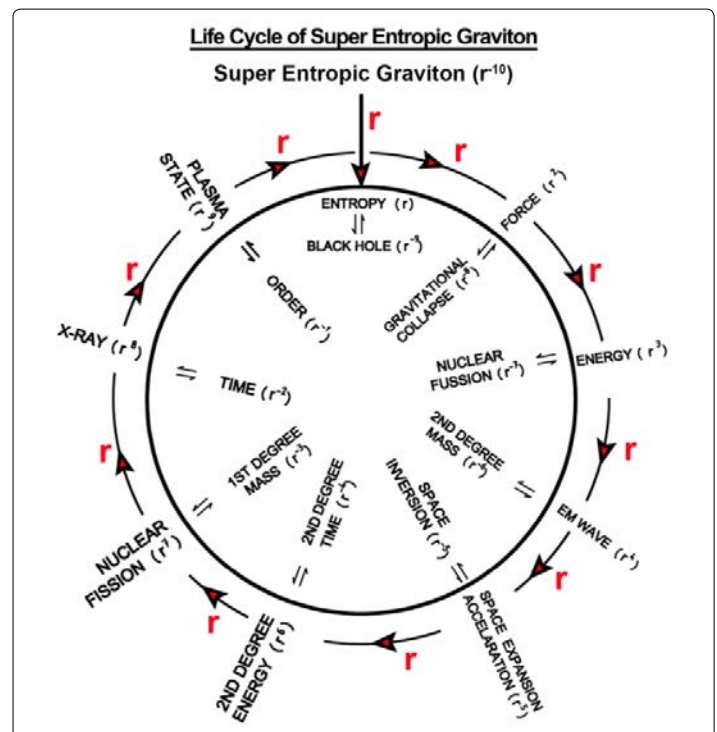 Life Cycle of Super Entropic Graviton
Super Entropic Graviton (r⁻¹⁰)
r
r
r
ENTROPY (r)
⇌
BLACK HOLE (r⁻⁹)
FORCE (r²)
⇌
GRAVITATIONAL
COLLAPSE (r⁻⁸)
r
ENERGY (r³)
⇌
NUCLEAR
FUSSION (r⁻⁷)
r
EM WAVE (r⁴)
⇌
2ND DEGREE
MASS (r⁻⁶)
r
SPACE EXPANSION
ACCELARATION (r⁵)
⇌
SPACE
INVERSION (r⁻⁵)
r
2ND DEGREE
ENERGY (r⁶)
⇌
2ND DEGREE
TIME (r⁻⁴)
r
NUCLEAR
FISSION (r⁷)
⇌
1ST DEGREE
MASS (r⁻³)
r
X-RAY (r⁸)
⇌
TIME (r⁻²)
r
PLASMA
STATE (r⁹)
⇌
ORDER (r⁻¹)